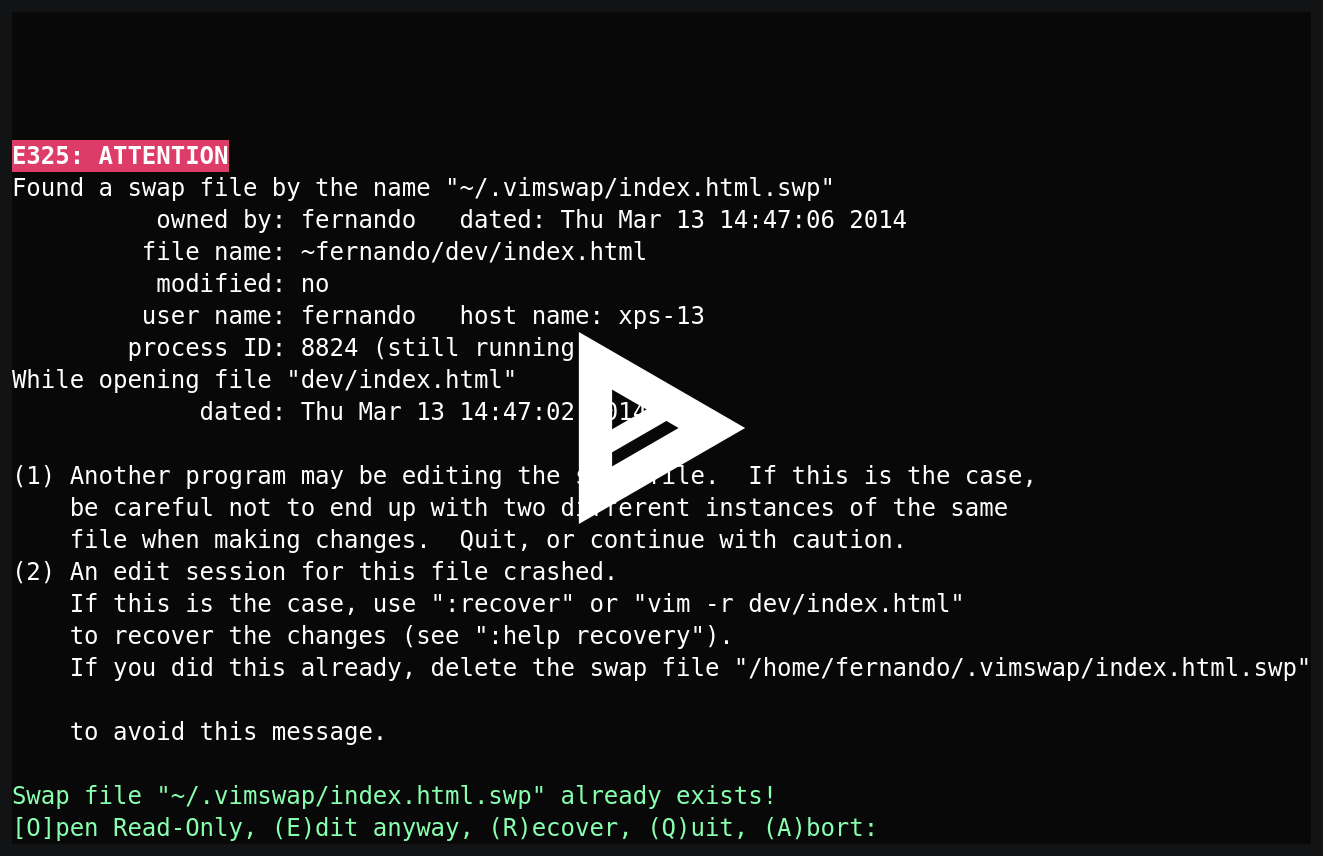 E325: ATTENTION
Found a swap file by the name "~/.vimswap/index.html.swp"
owned by: fernando   dated: Thu Mar 13 14:47:06 2014
file name: ~fernando/dev/index.html
modified: no
user name: fernando   host name: xps-13
process ID: 8824 (still running
While opening file "dev/index.html"
dated: Thu Mar 13 14:47:02 2014

(1) Another program may be editing the same file.  If this is the case,
be careful not to end up with two different instances of the same
file when making changes.  Quit, or continue with caution.
(2) An edit session for this file crashed.
If this is the case, use ":recover" or "vim -r dev/index.html"
to recover the changes (see ":help recovery").
If you did this already, delete the swap file "/home/fernando/.vimswap/index.html.swp"

to avoid this message.

Swap file "~/.vimswap/index.html.swp" already exists!
[O]pen Read-Only, (E)dit anyway, (R)ecover, (Q)uit, (A)bort: